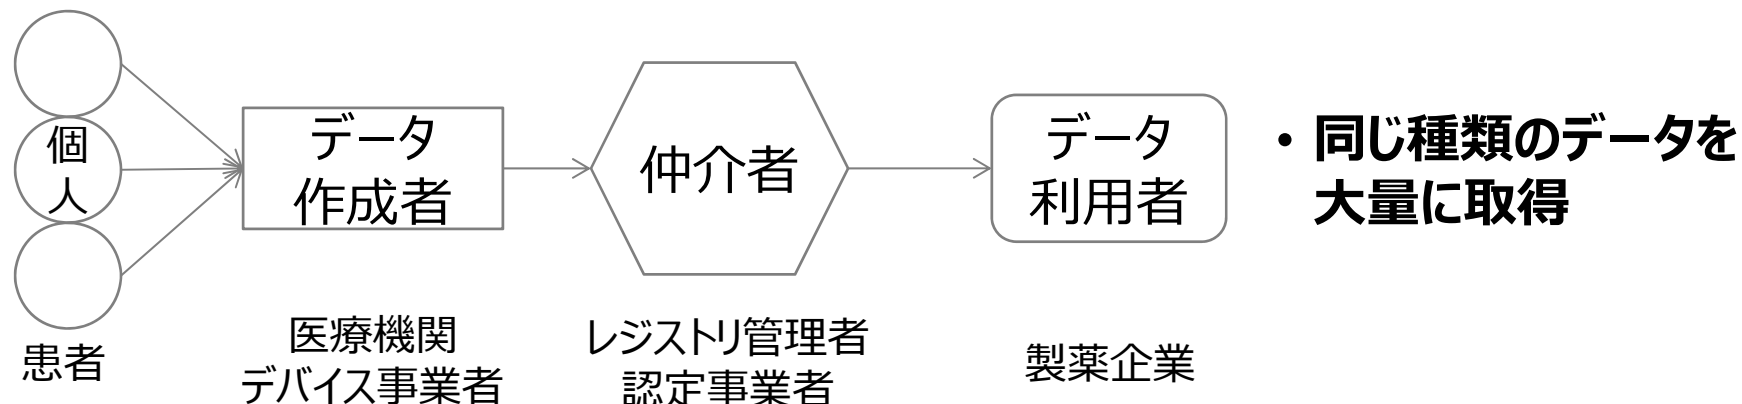 個
人
患者
データ
作成者
医療機関
デバイス事業者
仲介者
レジストリ管理者
認定事業者
データ
利用者
製薬企業
・同じ種類のデータを
大量に取得